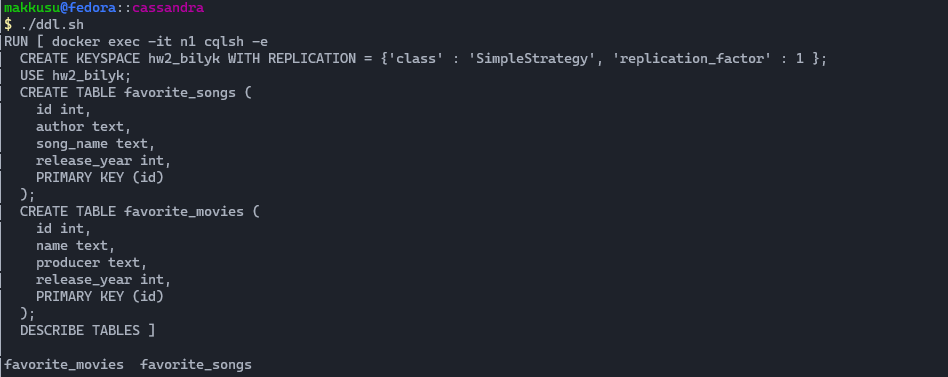 makkusu@fedora::cassandra
$ ./ddl.sh
RUN [ docker exec -it n1 cqlsh -e
  CREATE KEYSPACE hw2_bilyk WITH REPLICATION = {'class' : 'SimpleStrategy', 'replication_factor' : 1 };
  USE hw2_bilyk;
  CREATE TABLE favorite_songs (
    id int,
    author text,
    song_name text,
    release_year int,
    PRIMARY KEY (id)
  );
  CREATE TABLE favorite_movies (
    id int,
    name text,
    producer text,
    release_year int,
    PRIMARY KEY (id)
  );
  DESCRIBE TABLES ]

favorite_movies  favorite_songs